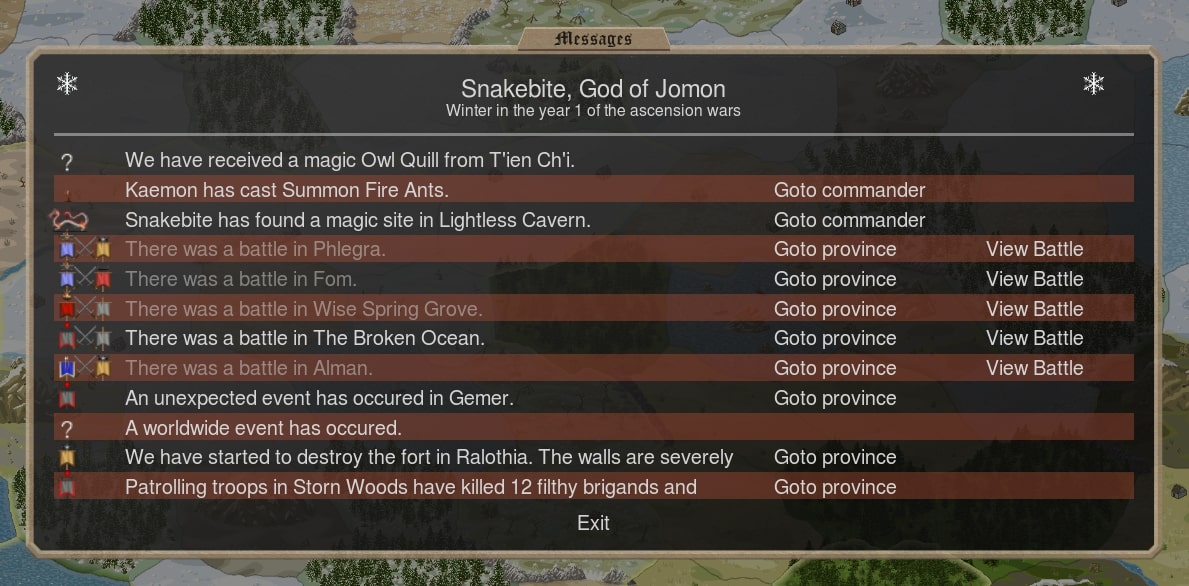 Messages
Snakebite, God of Jomon
Winter in the year 1 of the ascension wars
? We have received a magic Owl Quill from T'ien Ch'i.
Kaemon has cast Summon Fire Ants. Goto commander
Snakebite has found a magic site in Lightless Cavern. Goto commander
There was a battle in Phlegra. Goto province View Battle
There was a battle in Fom. Goto province View Battle
There was a battle in Wise Spring Grove. Goto province View Battle
There was a battle in The Broken Ocean. Goto province View Battle
There was a battle in Alman. Goto province View Battle
An unexpected event has occured in Gemer. Goto province
? A worldwide event has occured.
We have started to destroy the fort in Ralothia. The walls are severely Goto province
Patrolling troops in Storn Woods have killed 12 filthy brigands and Goto province
Exit